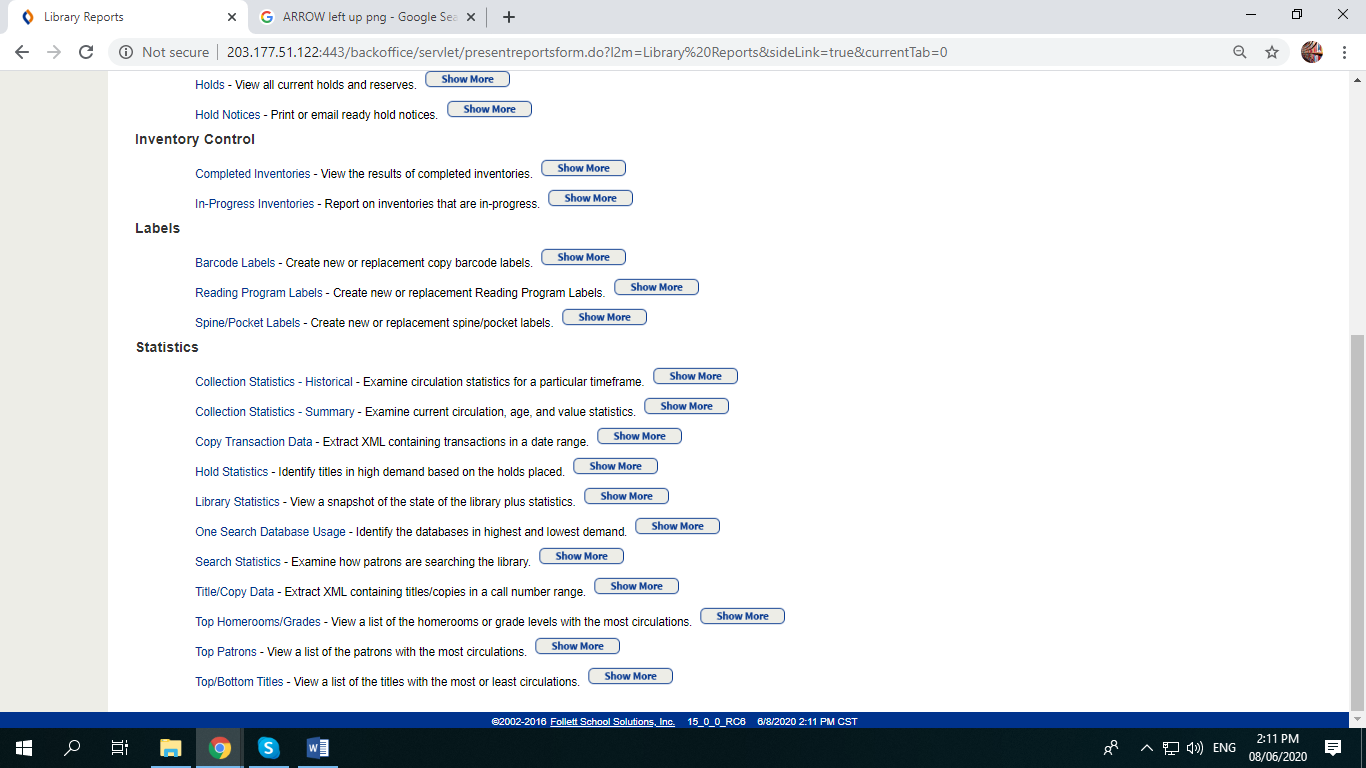 Library Reports
ARROW left up png - Google Sea
Not secure | 203.177.51.122:443/backoffice/servlet/presentreportsform.do?l2m=Library%20Reports&sideLink=true&currentTab=0
Holds - View all current holds and reserves. Show More
Hold Notices - Print or email ready hold notices. Show More
Inventory Control
Completed Inventories - View the results of completed inventories. Show More
In-Progress Inventories - Report on inventories that are in-progress. Show More
Labels
Barcode Labels - Create new or replacement copy barcode labels. Show More
Reading Program Labels - Create new or replacement Reading Program Labels. Show More
Spine/Pocket Labels - Create new or replacement spine/pocket labels. Show More
Statistics
Collection Statistics - Historical - Examine circulation statistics for a particular timeframe. Show More
Collection Statistics - Summary - Examine current circulation, age, and value statistics. Show More
Copy Transaction Data - Extract XML containing transactions in a date range. Show More
Hold Statistics - Identify titles in high demand based on the holds placed. Show More
Library Statistics - View a snapshot of the state of the library plus statistics. Show More
One Search Database Usage - Identify the databases in highest and lowest demand. Show More
Search Statistics - Examine how patrons are searching the library. Show More
Title/Copy Data - Extract XML containing titles/copies in a call number range. Show More
Top Homerooms/Grades - View a list of the homerooms or grade levels with the most circulations. Show More
Top Patrons - View a list of the patrons with the most circulations. Show More
Top/Bottom Titles - View a list of the titles with the most or least circulations. Show More
©2002-2016 Follett School Solutions, Inc. 15_0_0_RC6 6/8/2020 2:11 PM CST
ENG
2:11 PM
08/06/2020